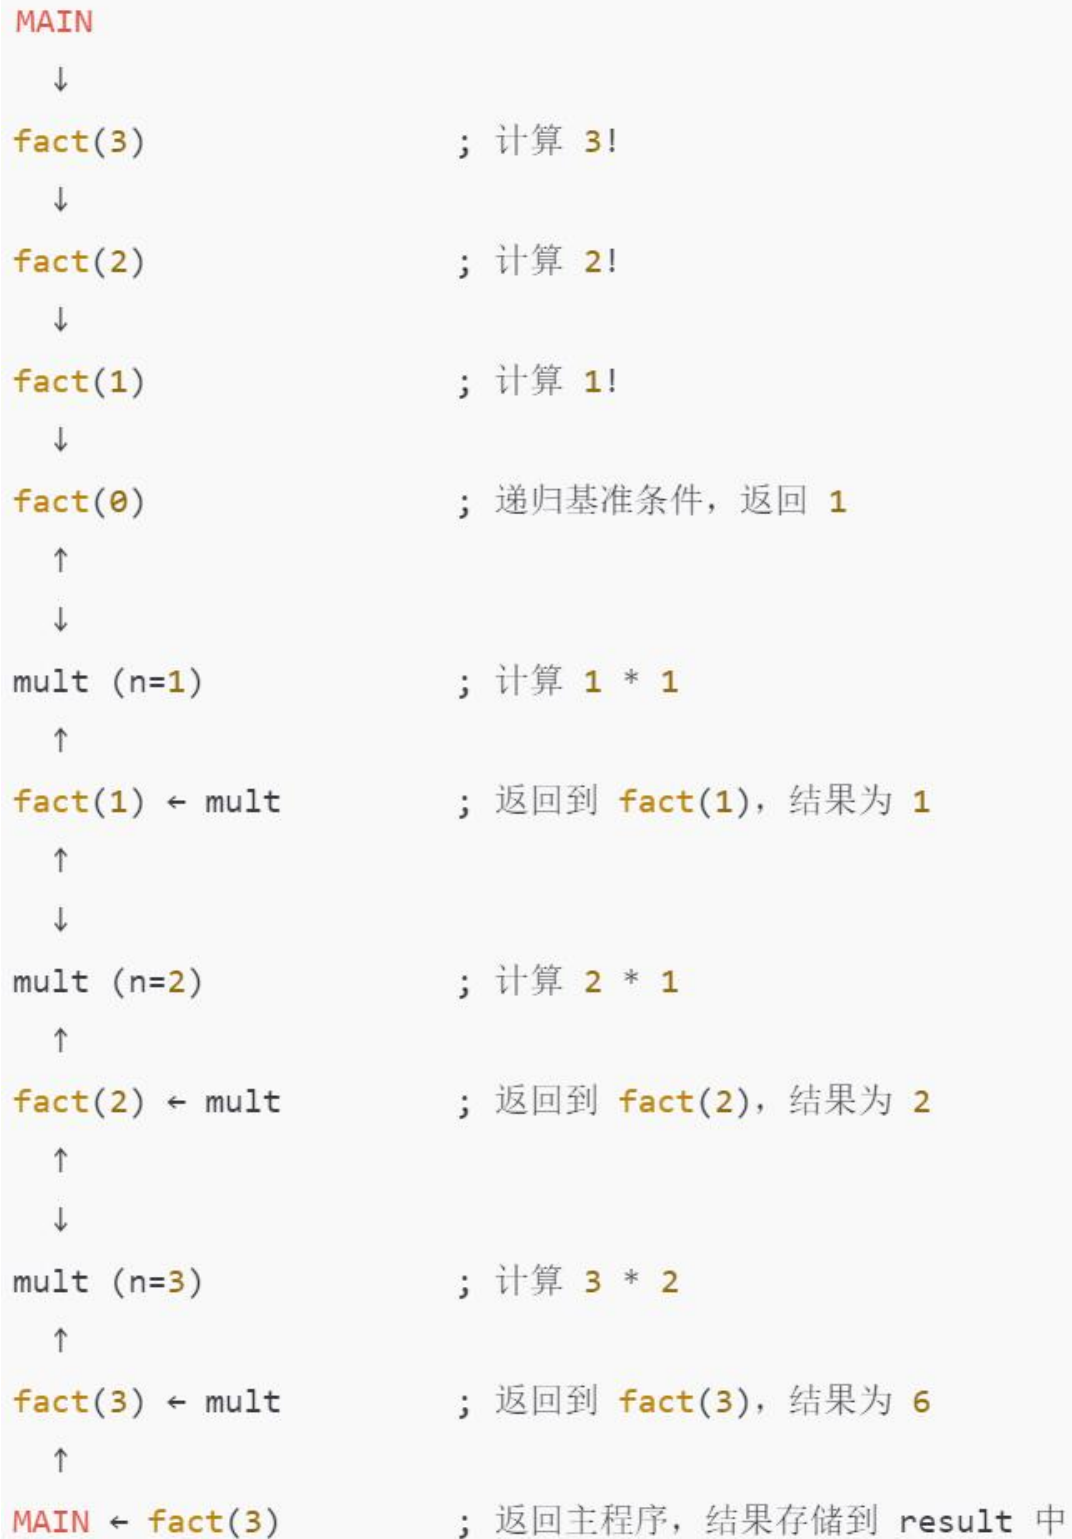 MAIN
↓
fact(3) ; 计算 3!
↓
fact(2) ; 计算 2!
↓
fact(1) ; 计算 1!
↓
fact(0) ; 递归基准条件，返回 1
↑
↓
mult (n=1) ; 计算 1 * 1
↑
fact(1) ← mult ; 返回到 fact(1)，结果为 1
↑
↓
mult (n=2) ; 计算 2 * 1
↑
fact(2) ← mult ; 返回到 fact(2)，结果为 2
↑
↓
mult (n=3) ; 计算 3 * 2
↑
fact(3) ← mult ; 返回到 fact(3)，结果为 6
↑
MAIN ← fact(3) ; 返回主程序，结果存储到 result 中